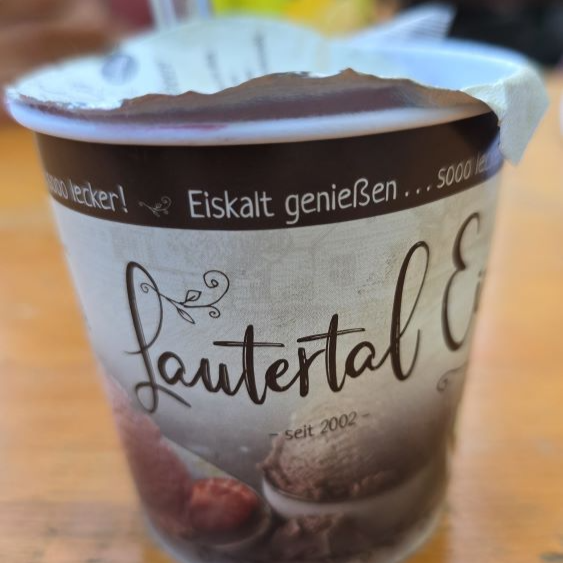 lecker! Eiskalt genießen ... sooo
Lautertal
- seit 2002 -